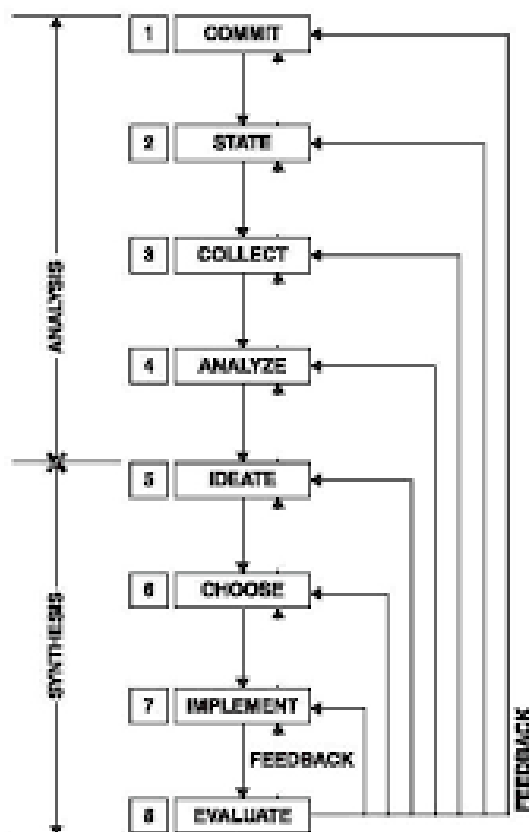 1 COMMIT
2 STATE
3 COLLECT
4 ANALYZE
5 IDEATE
6 CHOOSE
7 IMPLEMENT
FEEDBACK
8 EVALUATE
ANALYSIS
SYNTHESIS
FEEDBACK